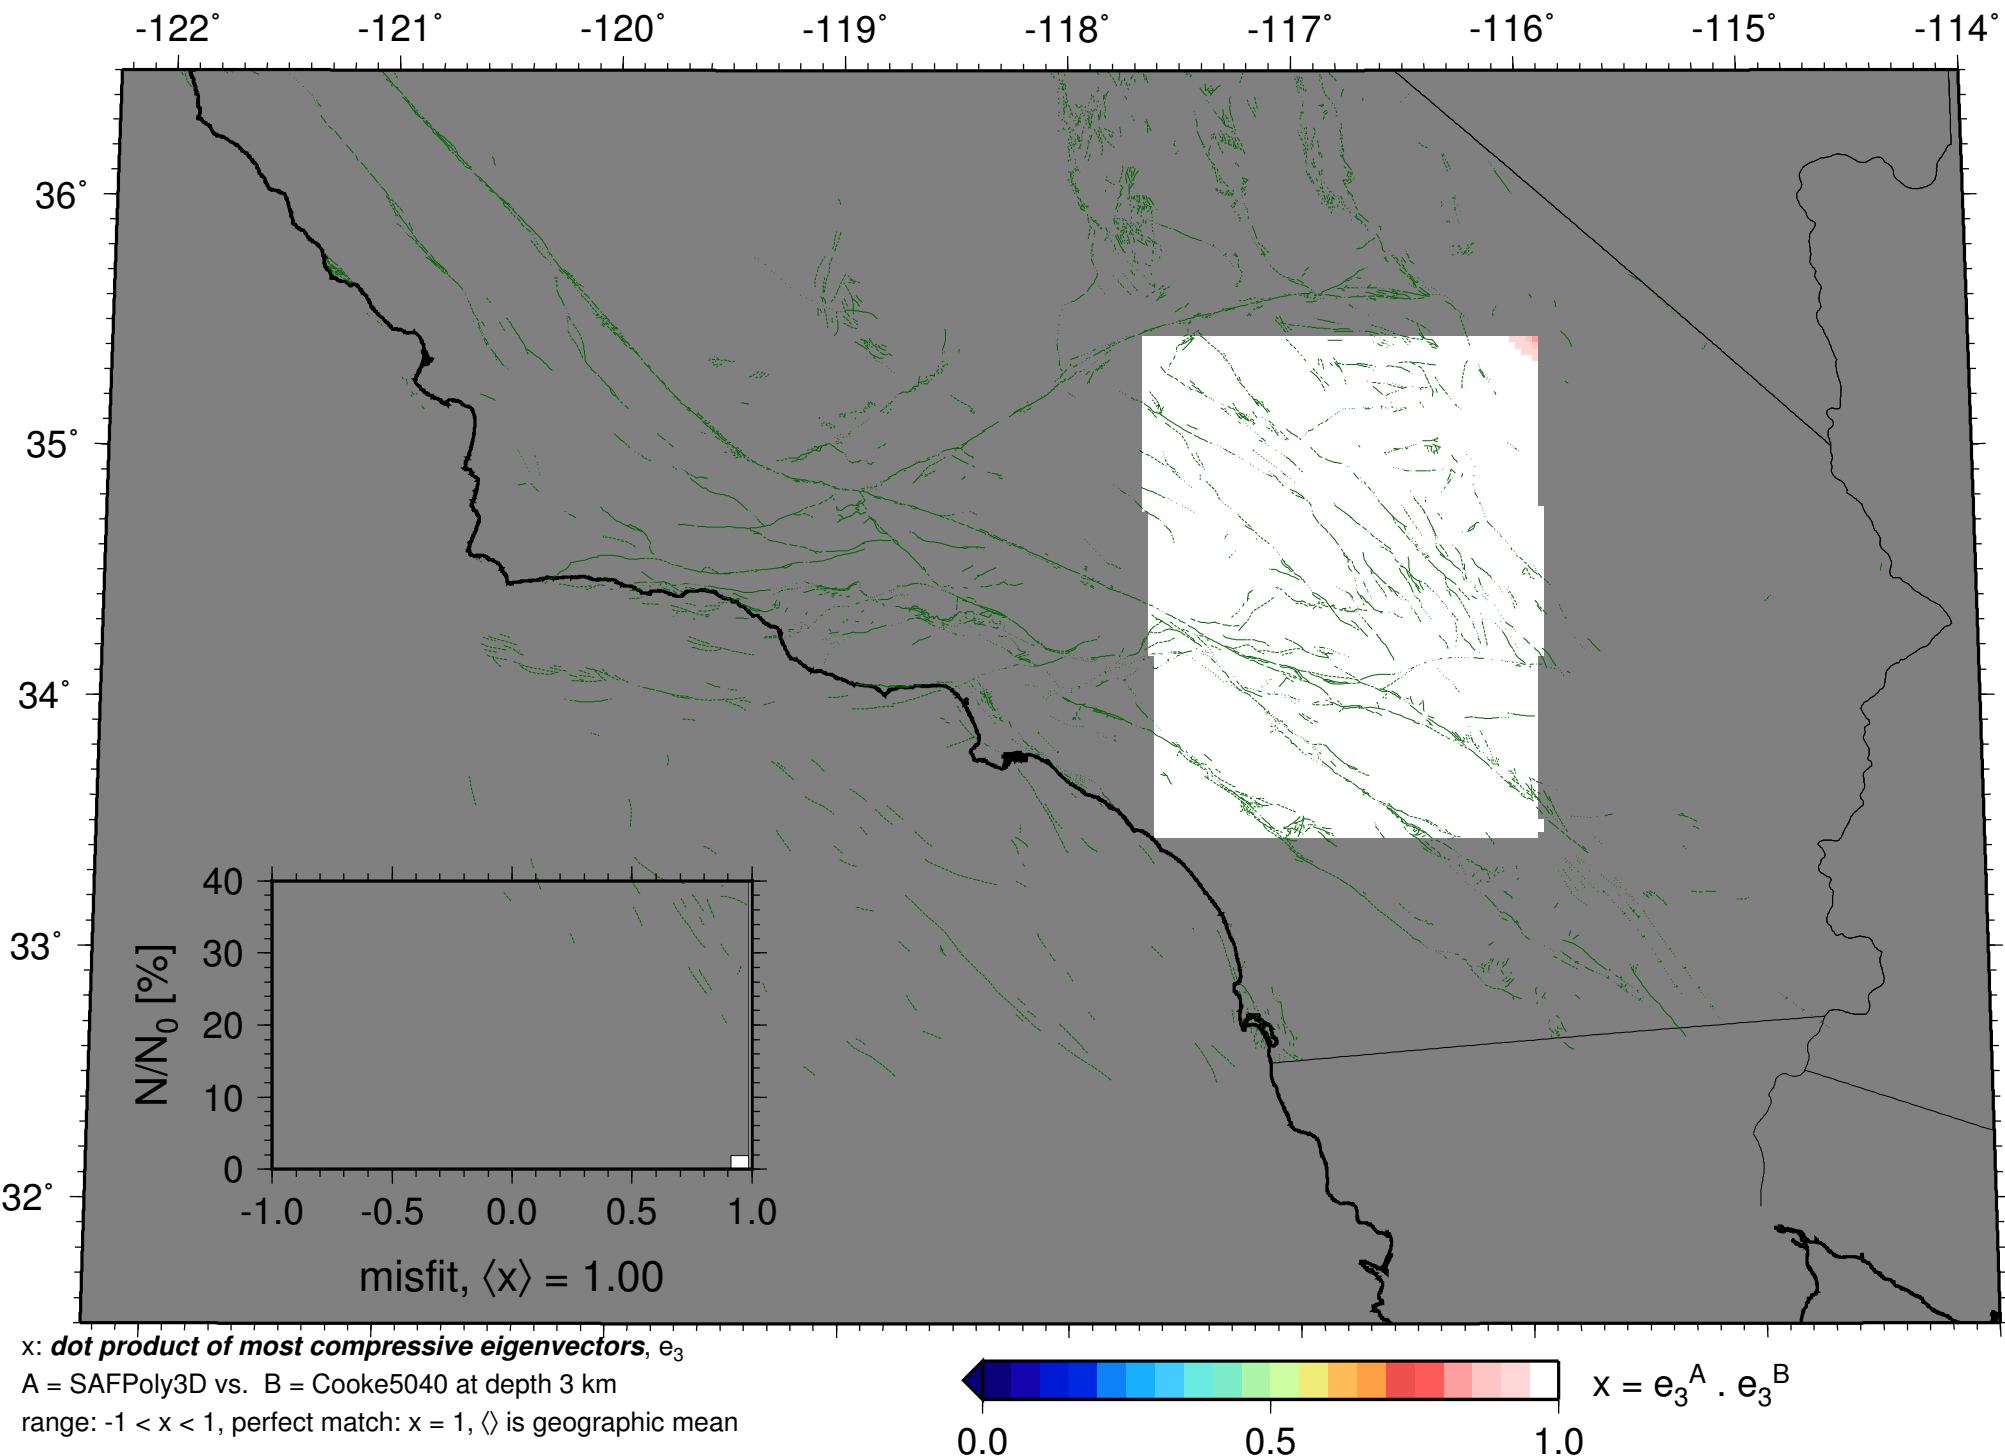 -122° -121° -120° -119° -118° -117° -116° -115° -114°
36°
35°
34°
33°
32°
40
30
20
10
0
N/N0 [%]
-1.0 -0.5 0.0 0.5 1.0
misfit, ⟨x⟩ = 1.00
x: dot product of most compressive eigenvectors, e3
A = SAFPoly3D vs. B = Cooke5040 at depth 3 km
range: -1 < x < 1, perfect match: x = 1, ⟨⟩ is geographic mean
0.0 0.5 1.0
x = e3^A . e3^B